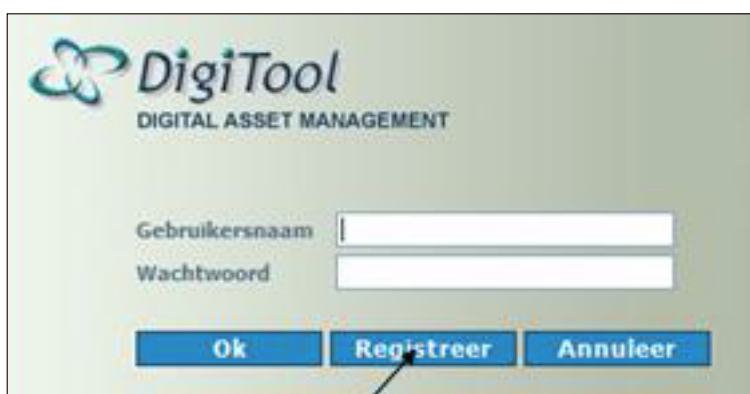 DigiTool
DIGITAL ASSET MANAGEMENT
Gebruikersnaam
Wachtwoord
Ok Registreer Annuleer